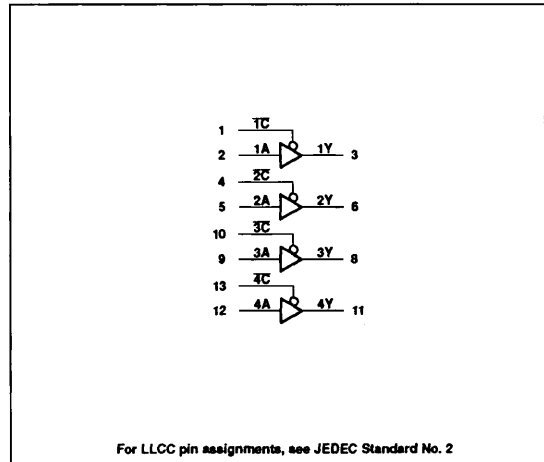 1 1C̅
2 1A 1Y 3
4 2C̅
5 2A 2Y 6
10 3C̅
9 3A 3Y 8
13 4C̅
12 4A 4Y 11
For LLCC pin assignments, see JEDEC Standard No. 2